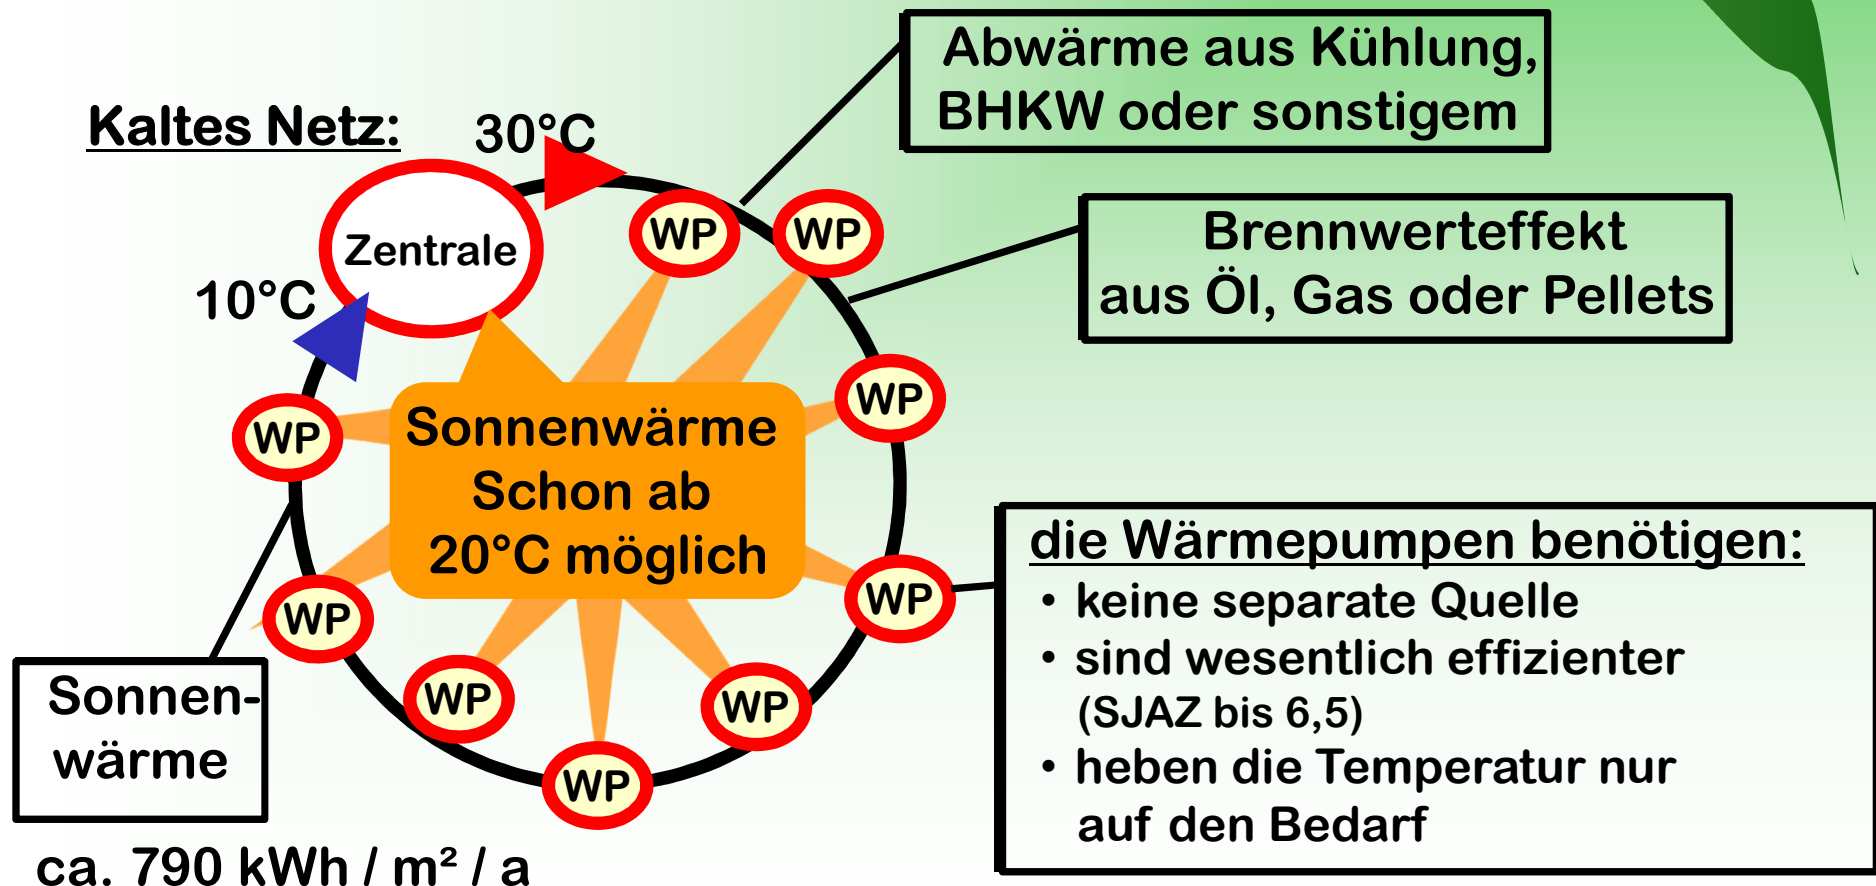 Kaltes Netz:
30°C
Abwärme aus Kühlung,
BHKW oder sonstigem
Zentrale
10°C
WP
WP
Brennwerteffekt
aus Öl, Gas oder Pellets
WP
WP
Sonnenwärme
Schon ab
20°C möglich
WP
WP
WP
WP
WP
die Wärmepumpen benötigen:
• keine separate Quelle
• sind wesentlich effizienter
(SJAZ bis 6,5)
• heben die Temperatur nur
auf den Bedarf
Sonnen-
wärme
ca. 790 kWh / m² / a